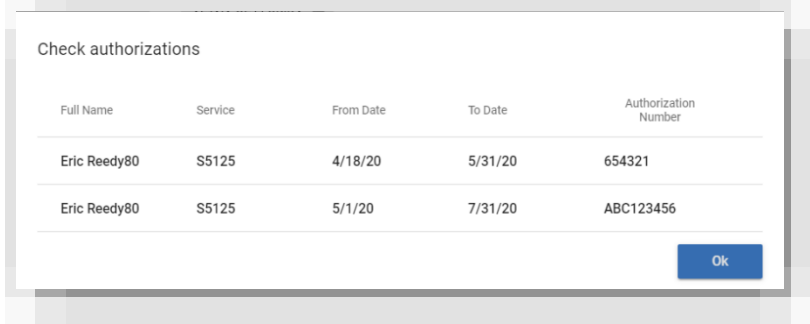 Check authorizations
Full Name Service From Date To Date Authorization Number
Eric Reedy80 S5125 4/18/20 5/31/20 654321
Eric Reedy80 S5125 5/1/20 7/31/20 ABC123456
Ok